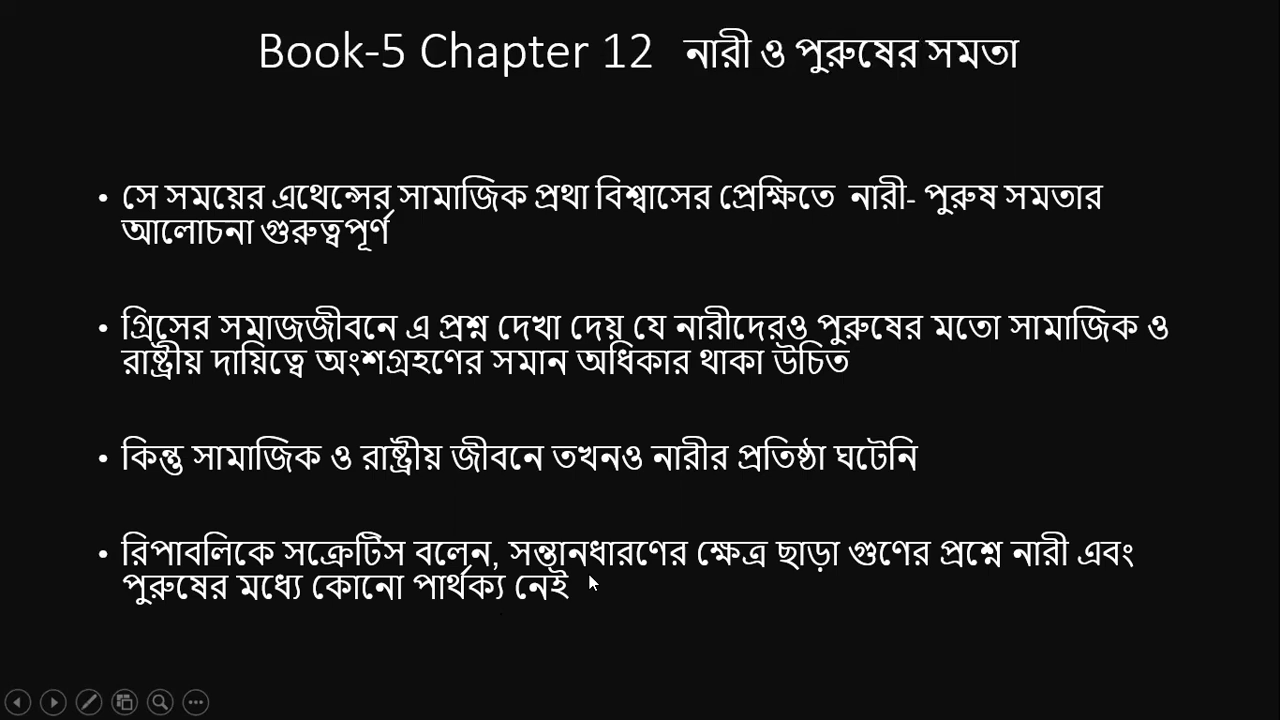 Book-5 Chapter 12 নারী ও পুরুষের সমতা
• সে সময়ের এথেন্সের সামাজিক প্রথা বিশ্বাসের প্রেক্ষিতে নারী- পুরুষ সমতার
আলোচনা গুরুত্বপূর্ণ
• গ্রিসের সমাজজীবনে এ প্রশ্ন দেখা দেয় যে নারীদেরও পুরুষের মতো সামাজিক ও
রাষ্ট্রীয় দায়িত্বে অংশগ্রহণের সমান অধিকার থাকা উচিত
• কিন্তু সামাজিক ও রাষ্ট্রীয় জীবনে তখনও নারীর প্রতিষ্ঠা ঘটেনি
• রিপাবলিকে সক্রেটিস বলেন, সন্তানধারণের ক্ষেত্র ছাড়া গুণের প্রশ্নে নারী এবং
পুরুষের মধ্যে কোনো পার্থক্য নেই